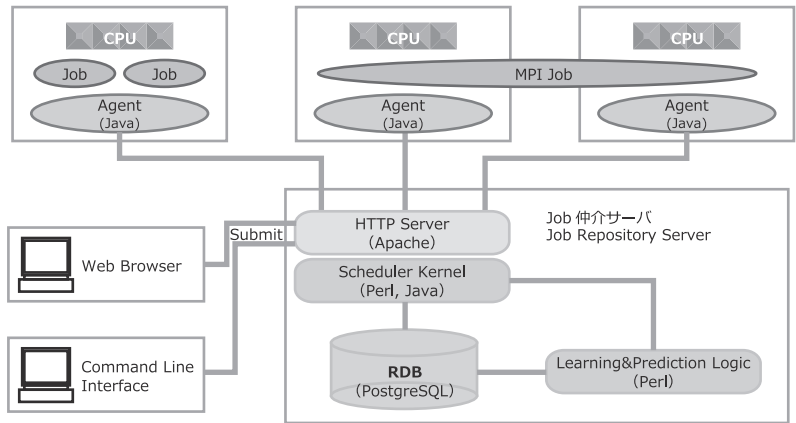 CPU
CPU
CPU
Job
Job
MPI Job
Agent
(Java)
Agent
(Java)
Agent
(Java)
HTTP Server
(Apache)
Job 仲介サーバ
Job Repository Server
Submit
Web Browser
Scheduler Kernel
(Perl, Java)
Command Line
Interface
RDB
(PostgreSQL)
Learning&Prediction Logic
(Perl)